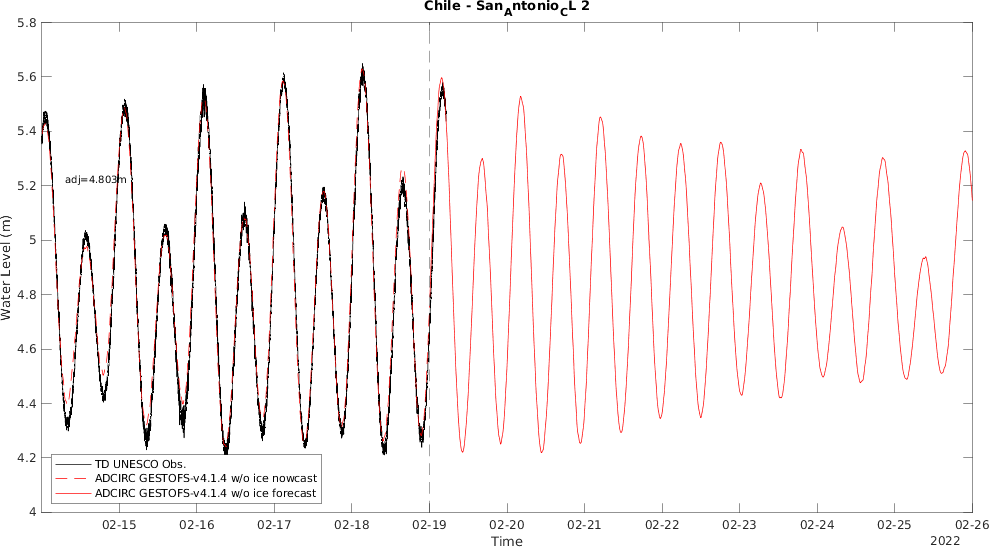 Chile - San_Antonio_CL 2
5.8
5.6
5.4
5.2
5
4.8
4.6
4.4
4.2
4
Water Level (m)
adj=4.803m
TD UNESCO Obs.
ADCIRC GESTOFS-v4.1.4 w/o ice nowcast
ADCIRC GESTOFS-v4.1.4 w/o ice forecast
02-15 02-16 02-17 02-18 02-19 02-20 02-21 02-22 02-23 02-24 02-25 02-26
Time
2022